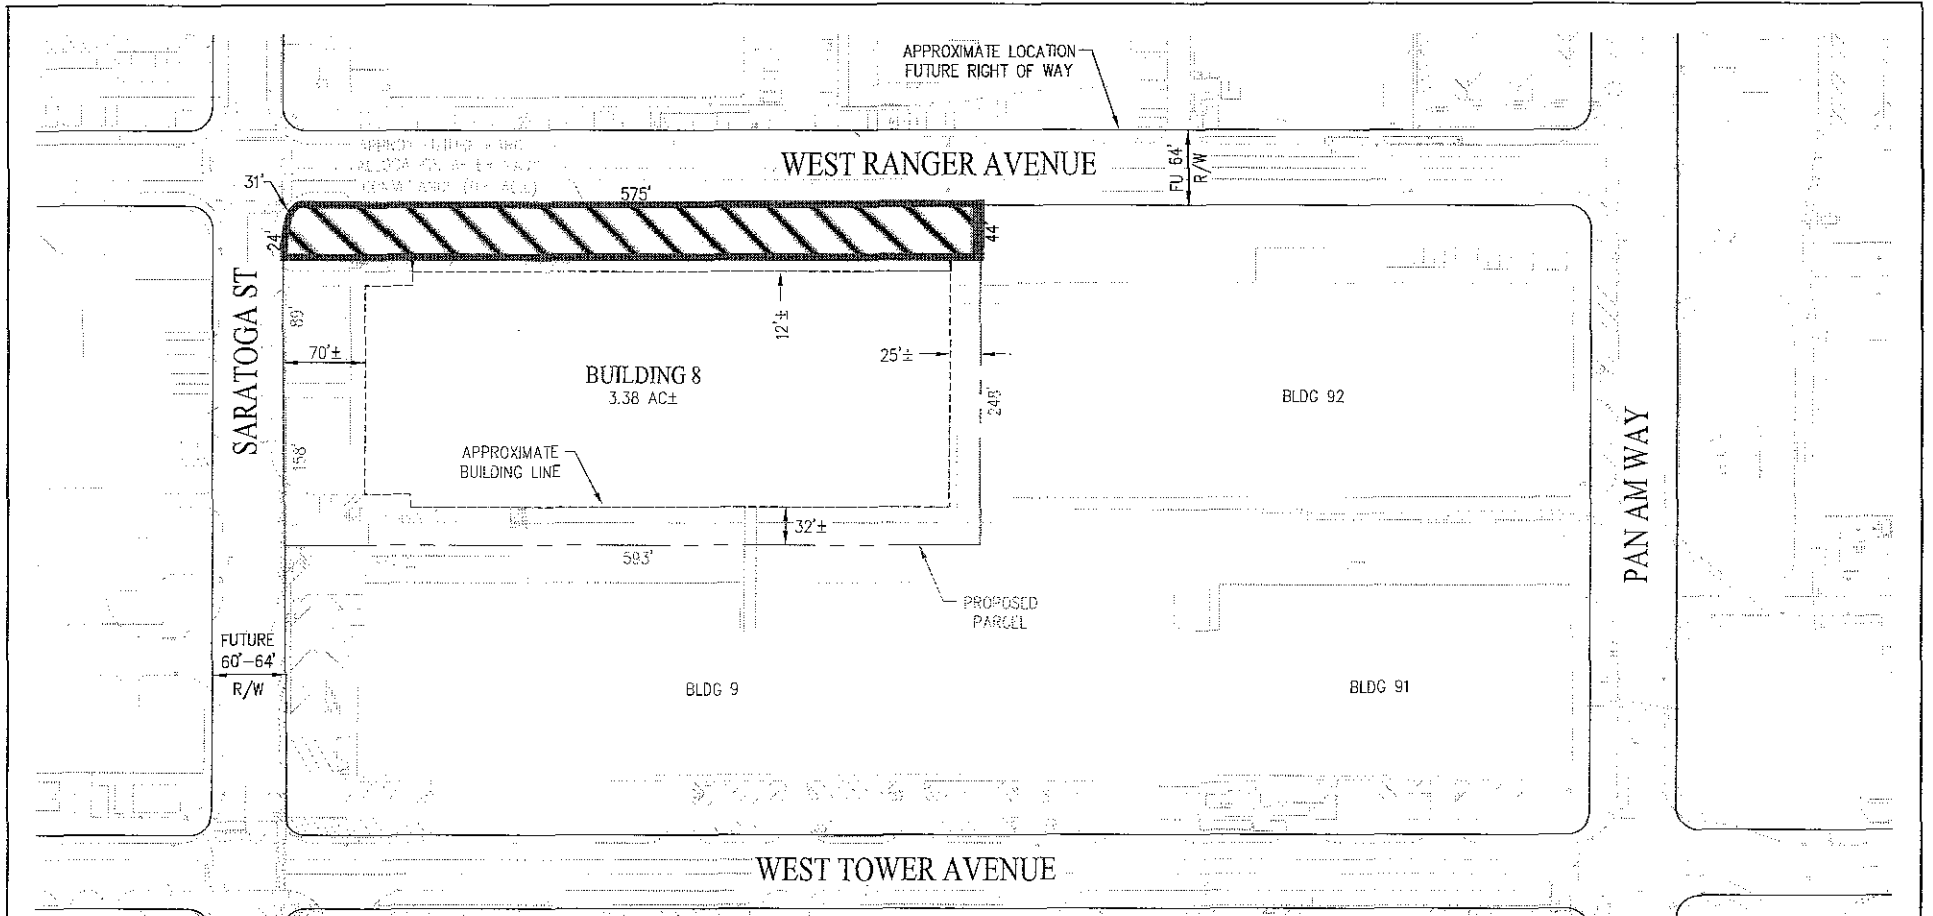 APPROXIMATE LOCATION
FUTURE RIGHT OF WAY
WEST RANGER AVENUE
FU 64'
R/W
31'
575'
24'
44'
SARATOGA ST
89'
70'±
12'±
25'±
BUILDING 8
3.38 AC±
248'
BLDG 92
APPROXIMATE
BUILDING LINE
158'
32'±
593'
PROPOSED
PARCEL
PAN AM WAY
FUTURE
60'-64'
R/W
BLDG 9
BLDG 91
WEST TOWER AVENUE